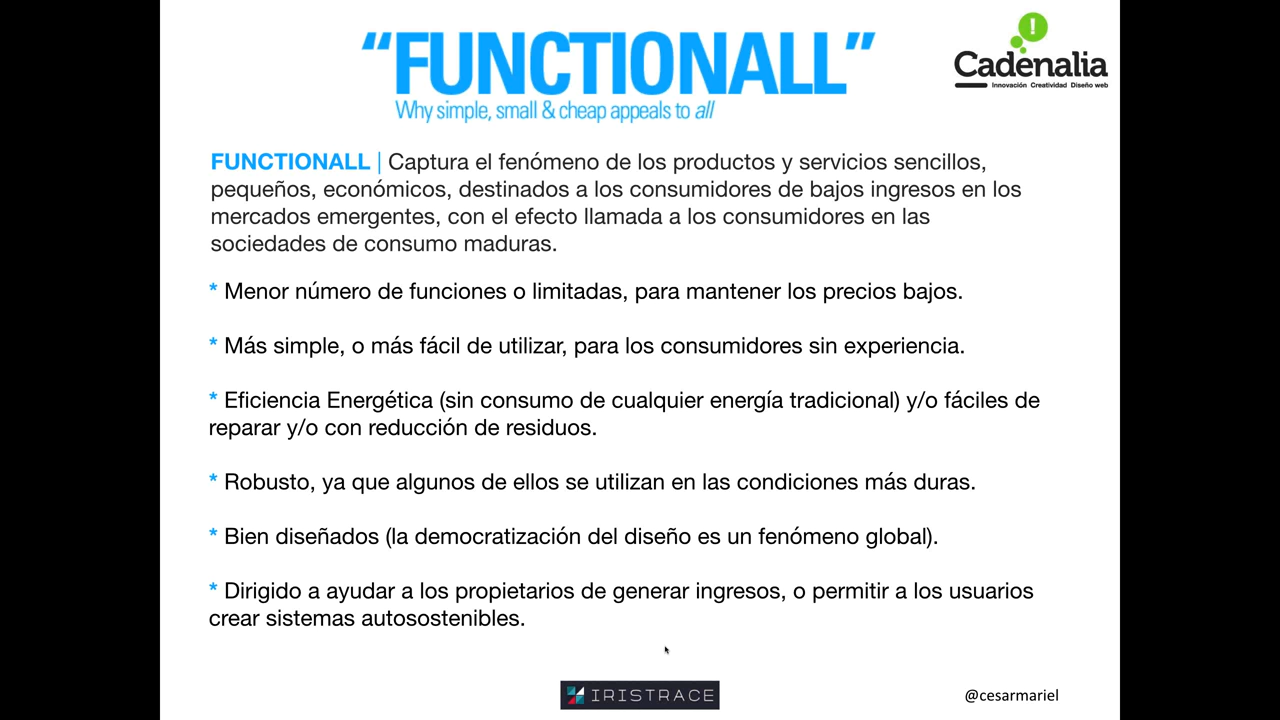 “FUNCTIONALL”
Why simple, small & cheap appeals to all
!
Cadenalia
Innovación Creatividad Diseño web
FUNCTIONALL | Captura el fenómeno de los productos y servicios sencillos,
pequeños, económicos, destinados a los consumidores de bajos ingresos en los
mercados emergentes, con el efecto llamada a los consumidores en las
sociedades de consumo maduras.
* Menor número de funciones o limitadas, para mantener los precios bajos.
* Más simple, o más fácil de utilizar, para los consumidores sin experiencia.
* Eficiencia Energética (sin consumo de cualquier energía tradicional) y/o fáciles de
reparar y/o con reducción de residuos.
* Robusto, ya que algunos de ellos se utilizan en las condiciones más duras.
* Bien diseñados (la democratización del diseño es un fenómeno global).
* Dirigido a ayudar a los propietarios de generar ingresos, o permitir a los usuarios
crear sistemas autosostenibles.
IRISTRACE
@cesarmariel